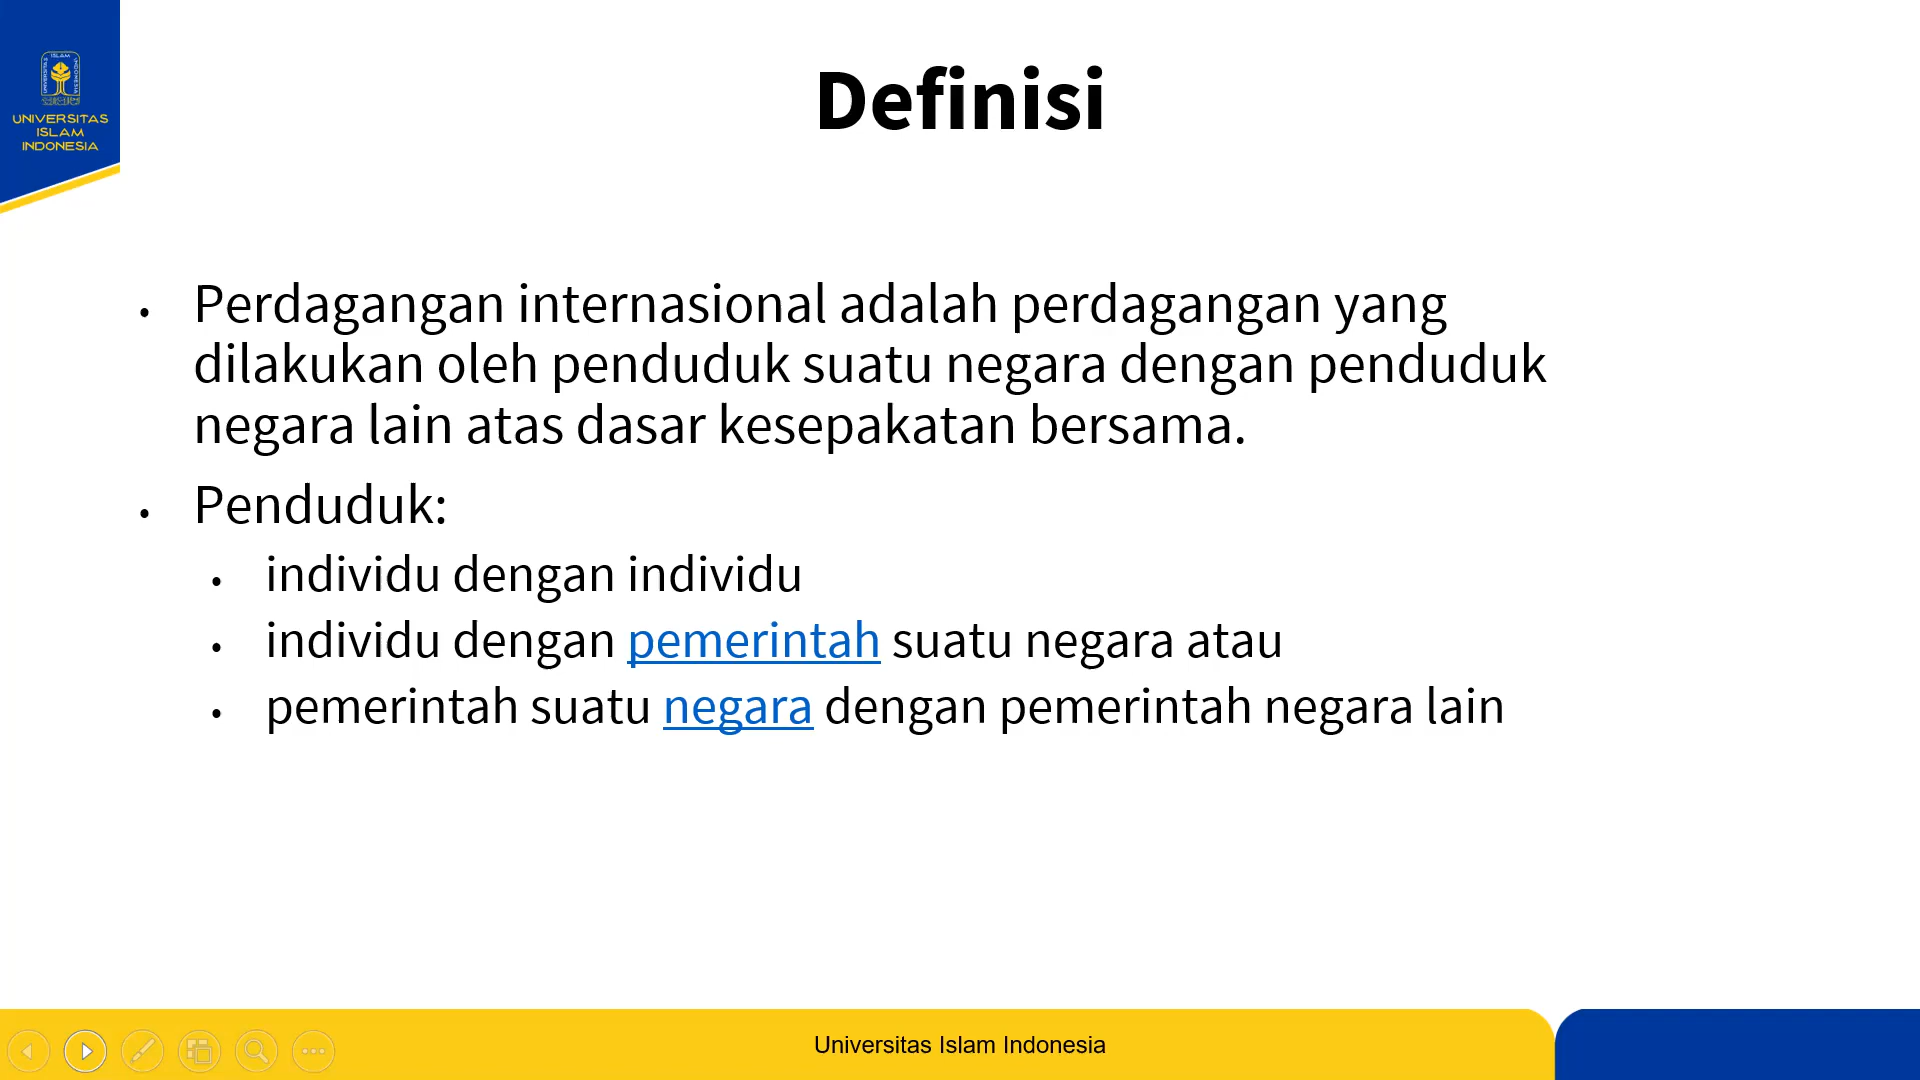 UNIVERSITAS
ISLAM
INDONESIA
Definisi
• Perdagangan internasional adalah perdagangan yang
dilakukan oleh penduduk suatu negara dengan penduduk
negara lain atas dasar kesepakatan bersama.
• Penduduk:
• individu dengan individu
• individu dengan pemerintah suatu negara atau
• pemerintah suatu negara dengan pemerintah negara lain
Universitas Islam Indonesia